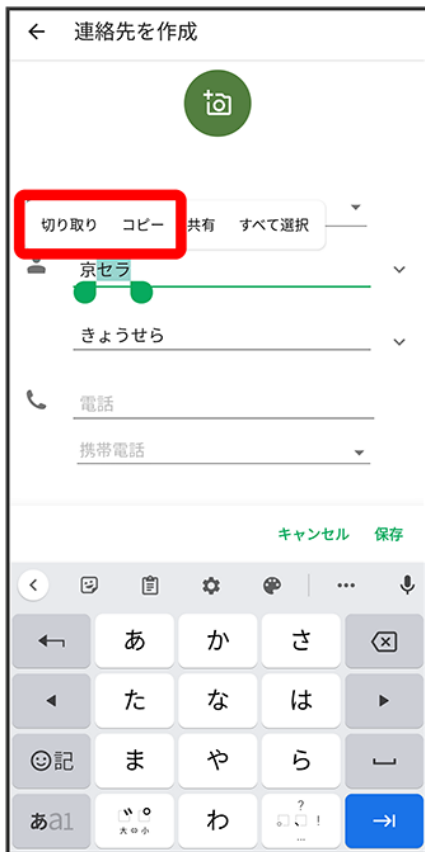 連絡先を作成
切り取り コピー 共有 すべて選択
京セラ
きょうせら
電話
携帯電話
キャンセル 保存
あ か さ
た な は
記 ま や ら
あa1 大⇔小 わ 、 ? ! ...